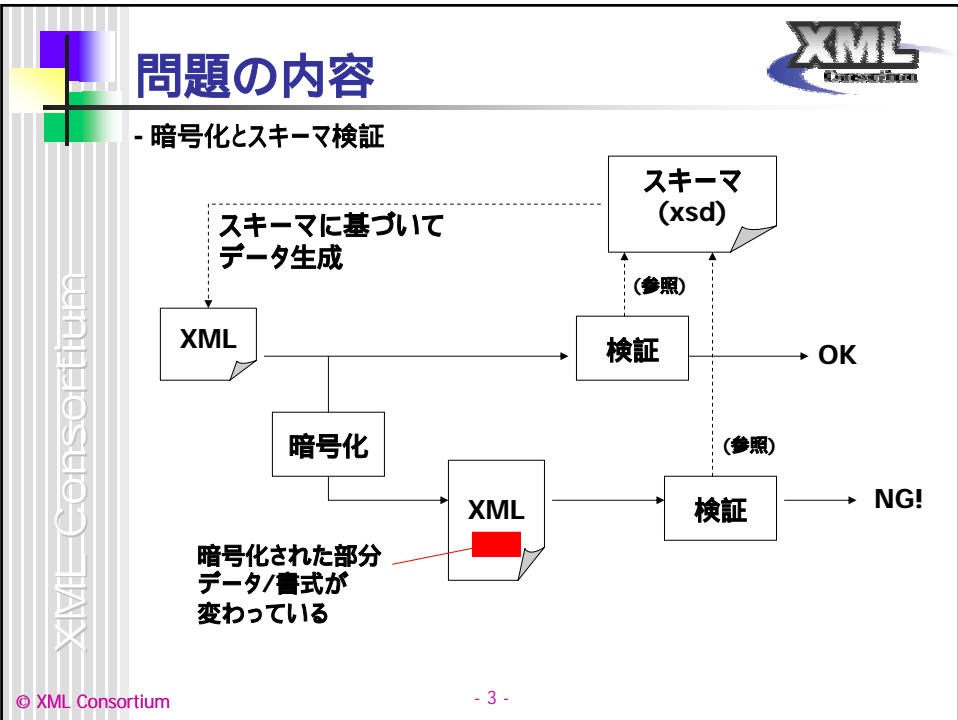 XML
Consortium
問題の内容
- 暗号化とスキーマ検証
スキーマ
(xsd)
スキーマに基づいて
データ生成
(参照)
XML
検証
OK
暗号化
(参照)
XML
検証
NG!
暗号化された部分
データ/書式が
変わっている
XML Consortium
© XML Consortium
- 3 -